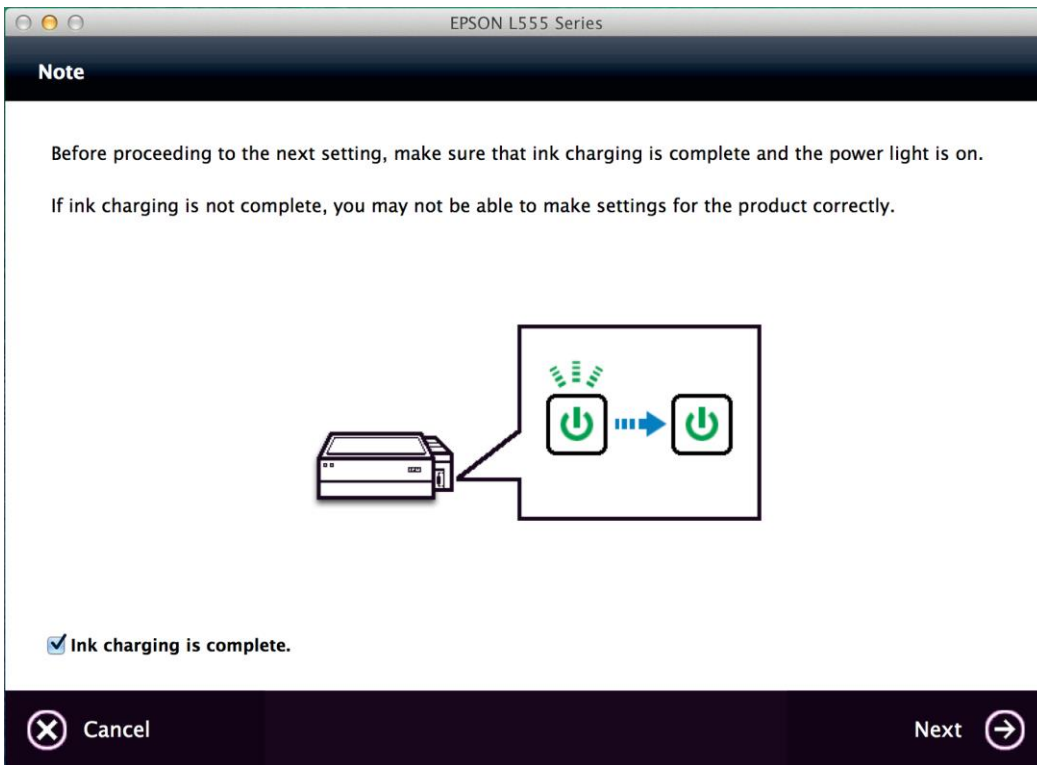 EPSON L555 Series
Note
Before proceeding to the next setting, make sure that ink charging is complete and the power light is on.
If ink charging is not complete, you may not be able to make settings for the product correctly.
Ink charging is complete.
Cancel
Next